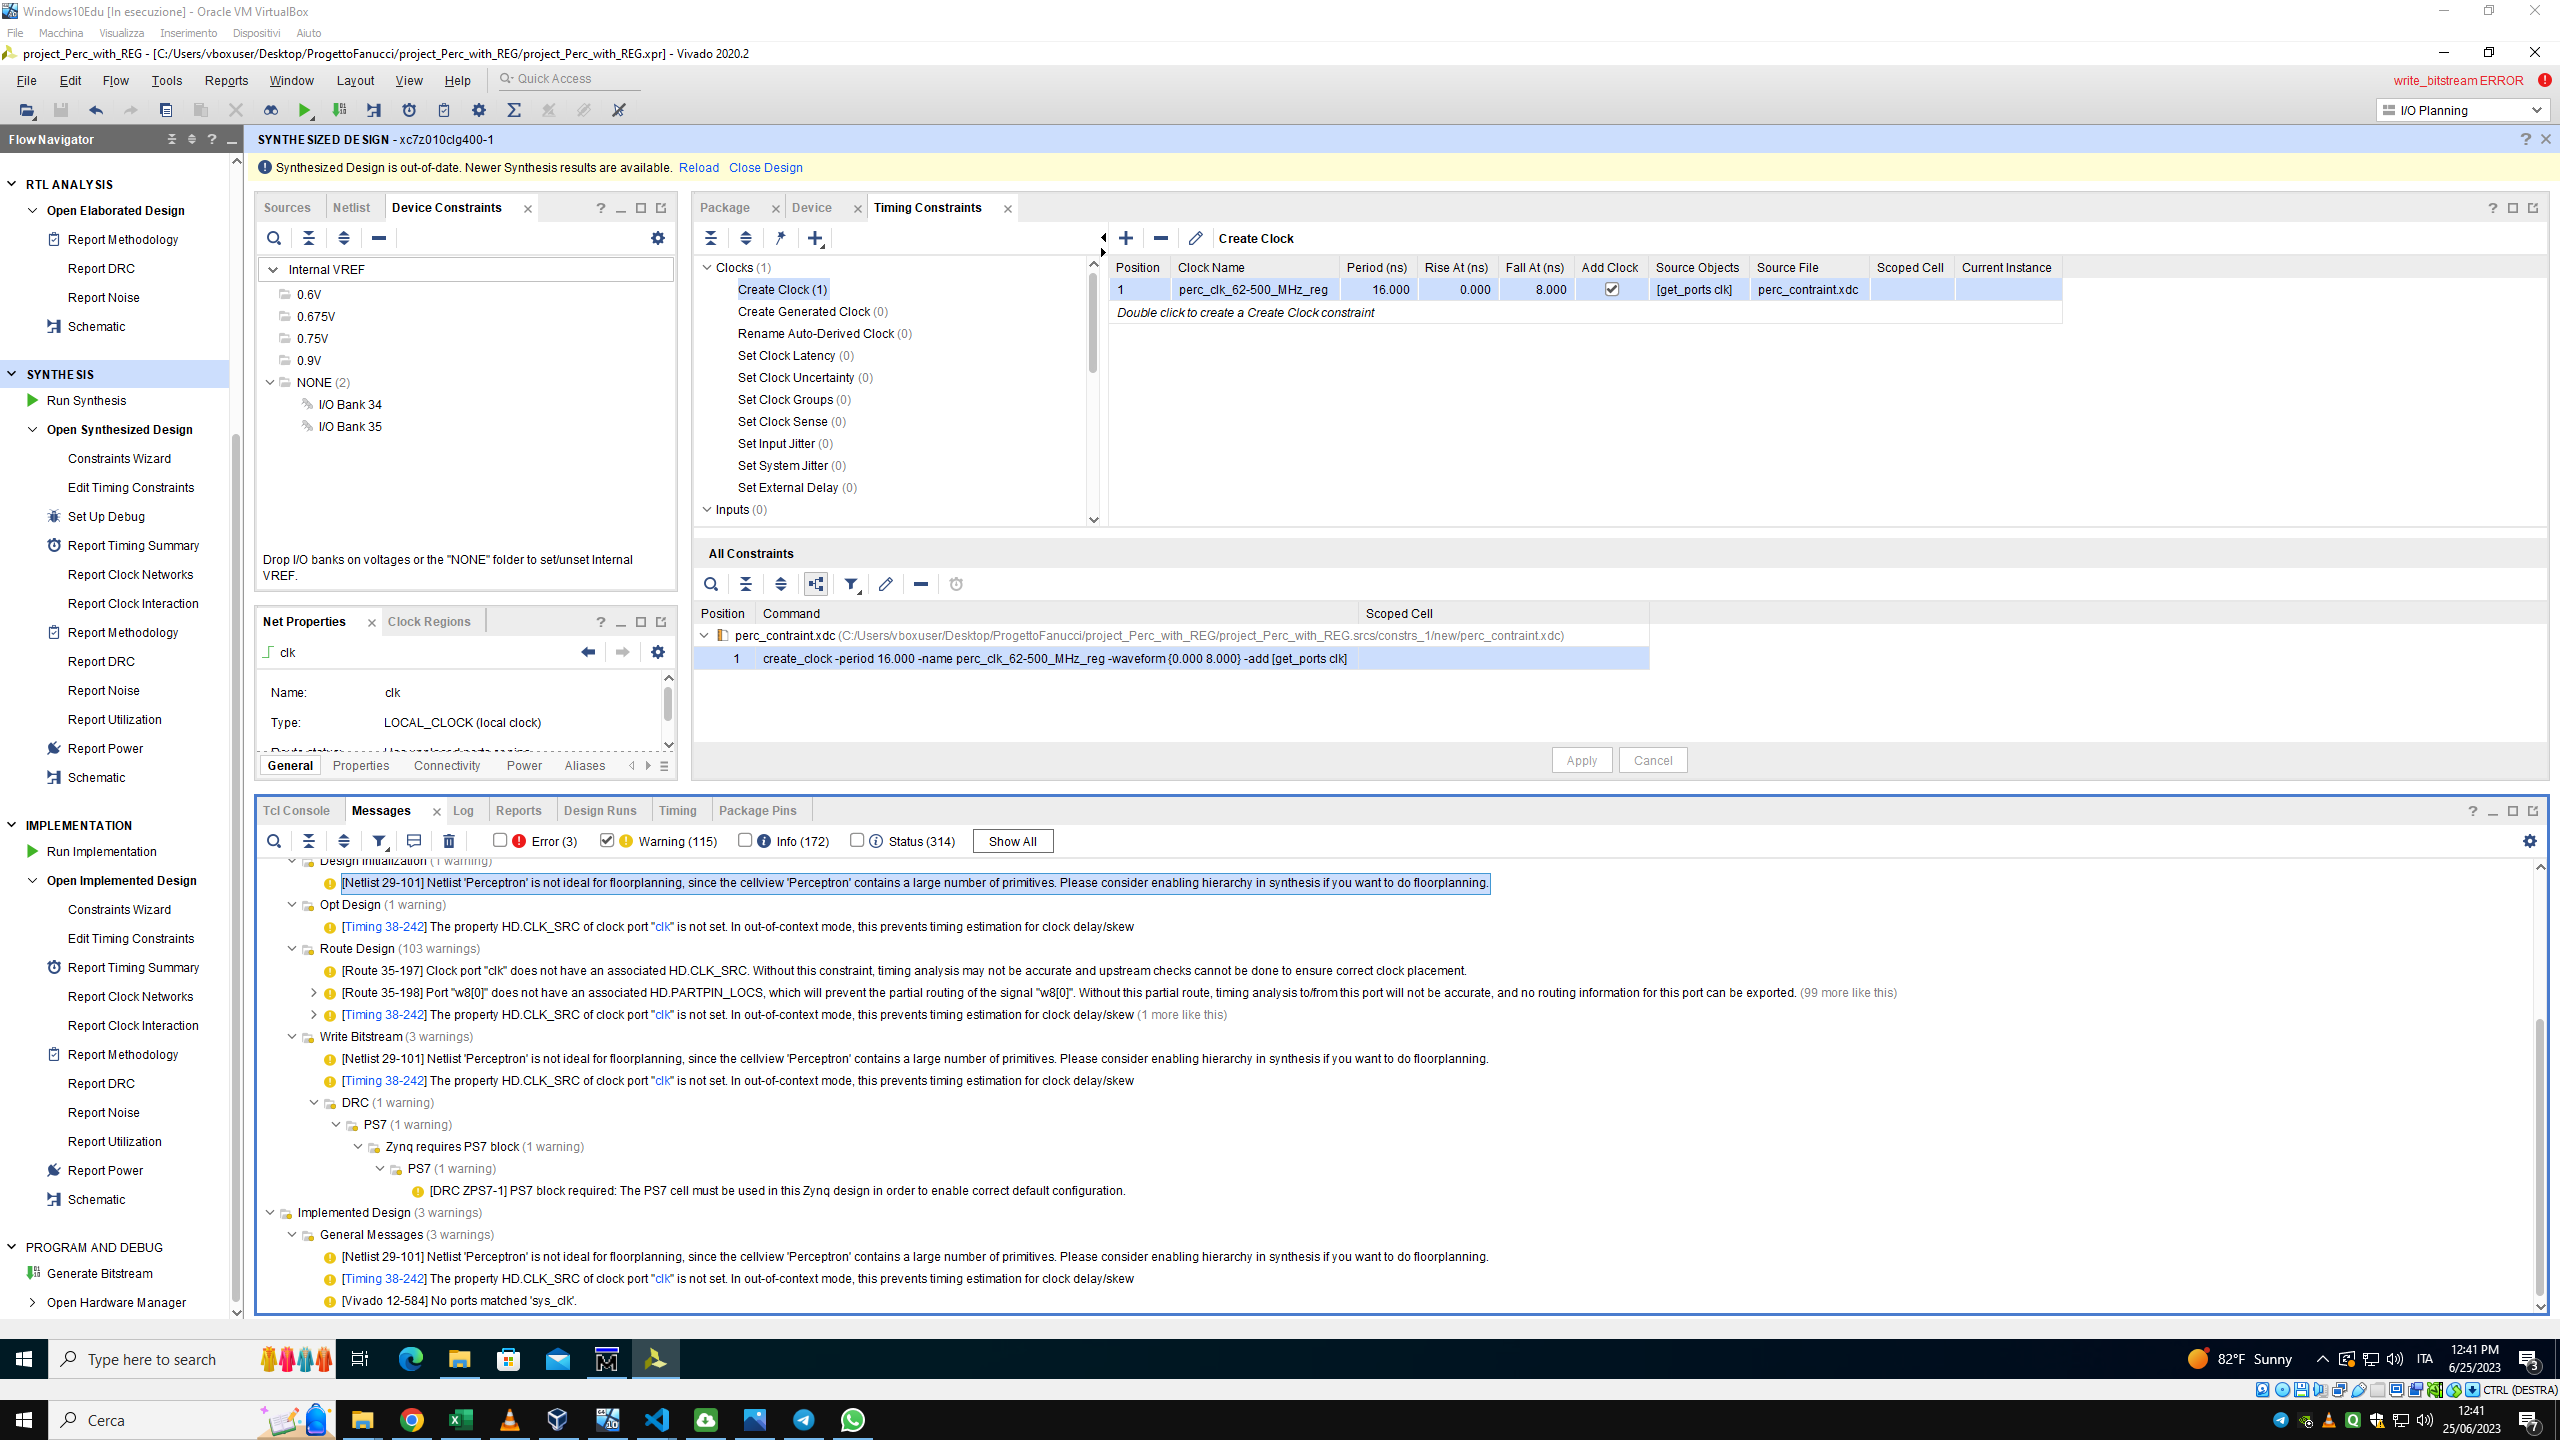 Windows10Edu [In esecuzione] - Oracle VM VirtualBox
File Macchina Visualizza Inserimento Dispositivi Aiuto
project_Perc_with_REG - [C:/Users/vboxuser/Desktop/ProgettoFanucci/project_Perc_with_REG/project_Perc_with_REG.xpr] - Vivado 2020.2
File Edit Flow Tools Reports Window Layout View Help Quick Access
write_bitstream ERROR
I/O Planning
Flow Navigator
RTL ANALYSIS
Open Elaborated Design
Report Methodology
Report DRC
Report Noise
Schematic
SYNTHESIS
Run Synthesis
Open Synthesized Design
Constraints Wizard
Edit Timing Constraints
Set Up Debug
Report Timing Summary
Report Clock Networks
Report Clock Interaction
Report Methodology
Report DRC
Report Noise
Report Utilization
Report Power
Schematic
IMPLEMENTATION
Run Implementation
Open Implemented Design
Constraints Wizard
Edit Timing Constraints
Report Timing Summary
Report Clock Networks
Report Clock Interaction
Report Methodology
Report DRC
Report Noise
Report Utilization
Report Power
Schematic
PROGRAM AND DEBUG
Generate Bitstream
Open Hardware Manager
SYNTHESIZED DESIGN - xc7z010clg400-1
Synthesized Design is out-of-date. Newer Synthesis results are available. Reload Close Design
Sources Netlist Device Constraints
Internal VREF
0.6V
0.675V
0.75V
0.9V
NONE (2)
I/O Bank 34
I/O Bank 35
Drop I/O banks on voltages or the "NONE" folder to set/unset Internal
VREF.
Net Properties Clock Regions
clk
Name: clk
Type: LOCAL_CLOCK (local clock)
General Properties Connectivity Power Aliases
Package Device Timing Constraints
Clocks (1)
Create Clock (1)
Create Generated Clock (0)
Rename Auto-Derived Clock (0)
Set Clock Latency (0)
Set Clock Uncertainty (0)
Set Clock Groups (0)
Set Clock Sense (0)
Set Input Jitter (0)
Set System Jitter (0)
Set External Delay (0)
Inputs (0)
Create Clock
Position Clock Name Period (ns) Rise At (ns) Fall At (ns) Add Clock Source Objects Source File Scoped Cell Current Instance
1 perc_clk_62-500_MHz_reg 16.000 0.000 8.000 [get_ports clk] perc_contraint.xdc
Double click to create a Create Clock constraint
All Constraints
Position Command Scoped Cell
perc_contraint.xdc (C:/Users/vboxuser/Desktop/ProgettoFanucci/project_Perc_with_REG/project_Perc_with_REG.srcs/constrs_1/new/perc_contraint.xdc)
1 create_clock -period 16.000 -name perc_clk_62-500_MHz_reg -waveform {0.000 8.000} -add [get_ports clk]
Apply Cancel
Tcl Console Messages Log Reports Design Runs Timing Package Pins
Error (3) Warning (115) Info (172) Status (314) Show All
Design Initialization (1 warning)
[Netlist 29-101] Netlist 'Perceptron' is not ideal for floorplanning, since the cellview 'Perceptron' contains a large number of primitives. Please consider enabling hierarchy in synthesis if you want to do floorplanning.
Opt Design (1 warning)
[Timing 38-242] The property HD.CLK_SRC of clock port "clk" is not set. In out-of-context mode, this prevents timing estimation for clock delay/skew
Route Design (103 warnings)
[Route 35-197] Clock port "clk" does not have an associated HD.CLK_SRC. Without this constraint, timing analysis may not be accurate and upstream checks cannot be done to ensure correct clock placement.
[Route 35-198] Port "w8[0]" does not have an associated HD.PARTPIN_LOCS, which will prevent the partial routing of the signal "w8[0]". Without this partial route, timing analysis to/from this port will not be accurate, and no routing information for this port can be exported. (99 more like this)
[Timing 38-242] The property HD.CLK_SRC of clock port "clk" is not set. In out-of-context mode, this prevents timing estimation for clock delay/skew (1 more like this)
Write Bitstream (3 warnings)
[Netlist 29-101] Netlist 'Perceptron' is not ideal for floorplanning, since the cellview 'Perceptron' contains a large number of primitives. Please consider enabling hierarchy in synthesis if you want to do floorplanning.
[Timing 38-242] The property HD.CLK_SRC of clock port "clk" is not set. In out-of-context mode, this prevents timing estimation for clock delay/skew
DRC (1 warning)
PS7 (1 warning)
Zynq requires PS7 block (1 warning)
PS7 (1 warning)
[DRC ZPS7-1] PS7 block required: The PS7 cell must be used in this Zynq design in order to enable correct default configuration.
Implemented Design (3 warnings)
General Messages (3 warnings)
[Netlist 29-101] Netlist 'Perceptron' is not ideal for floorplanning, since the cellview 'Perceptron' contains a large number of primitives. Please consider enabling hierarchy in synthesis if you want to do floorplanning.
[Timing 38-242] The property HD.CLK_SRC of clock port "clk" is not set. In out-of-context mode, this prevents timing estimation for clock delay/skew
[Vivado 12-584] No ports matched 'sys_clk'.
Type here to search
82°F Sunny
ITA
12:41 PM
6/25/2023
3
CTRL (DESTRA)
Cerca
12:41
25/06/2023
7